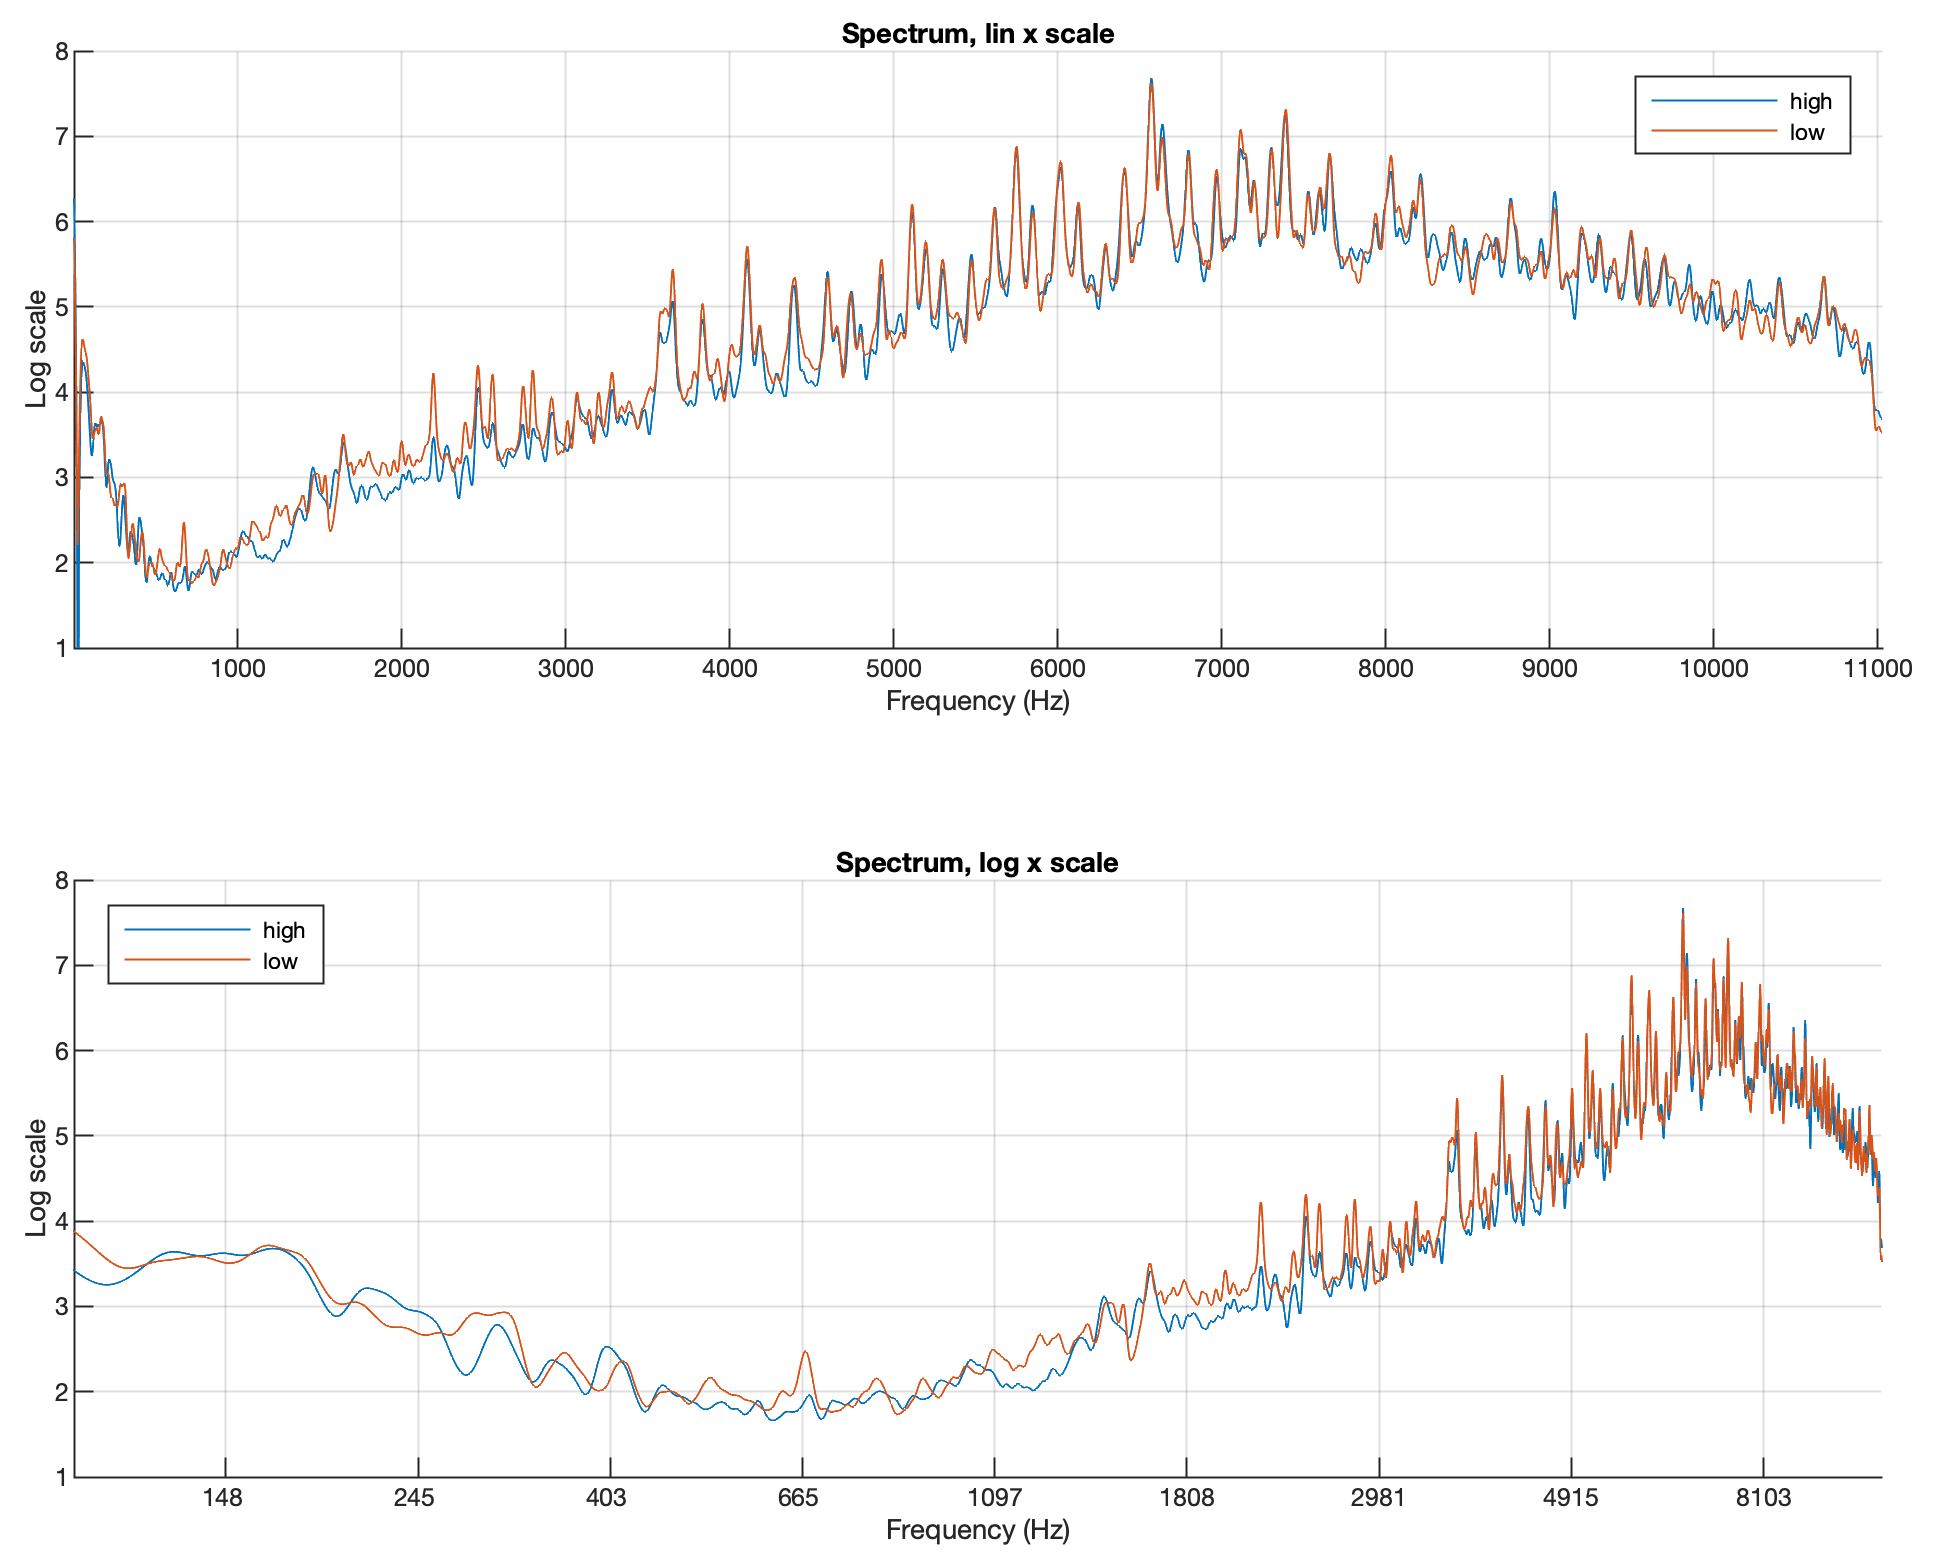 Spectrum, lin x scale
8
7
6
5
4
3
2
1
Log scale
high
low
1000 2000 3000 4000 5000 6000 7000 8000 9000 10000 11000
Frequency (Hz)
Spectrum, log x scale
8
7
6
5
4
3
2
1
Log scale
high
low
148 245 403 665 1097 1808 2981 4915 8103
Frequency (Hz)